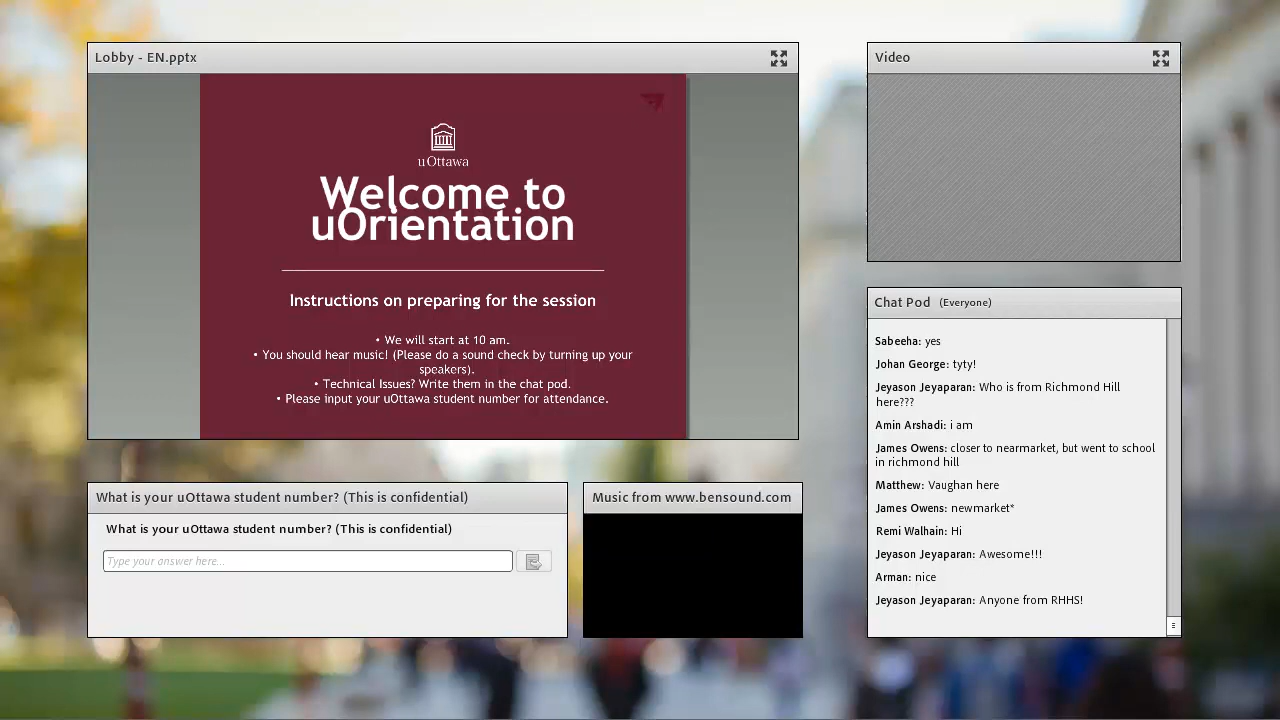 Lobby - EN.pptx
uOttawa
Welcome to
uOrientation
Instructions on preparing for the session
• We will start at 10 am.
• You should hear music! (Please do a sound check by turning up your
speakers).
• Technical Issues? Write them in the chat pod.
• Please input your uOttawa student number for attendance.
What is your uOttawa student number? (This is confidential)
What is your uOttawa student number? (This is confidential)
Type your answer here...
Music from www.bensound.com
Video
Chat Pod (Everyone)
Sabeeha: yes
Johan George: tyty!
Jeyason Jeyaparan: Who is from Richmond Hill
here???
Amin Arshadi: i am
James Owens: closer to nearmarket, but went to school
in richmond hill
Matthew: Vaughan here
James Owens: newmarket*
Remi Walhain: Hi
Jeyason Jeyaparan: Awesome!!!
Arman: nice
Jeyason Jeyaparan: Anyone from RHHS!